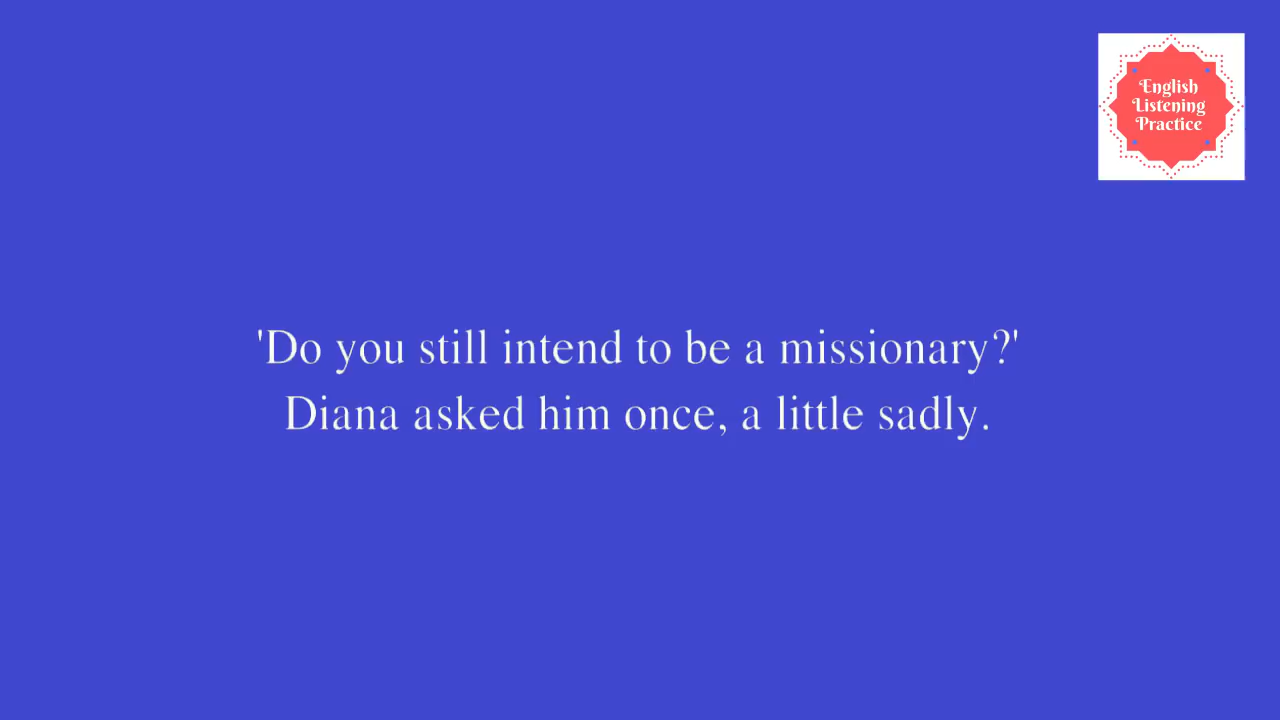 English
Listening
Practice
'Do you still intend to be a missionary?'
Diana asked him once, a little sadly.